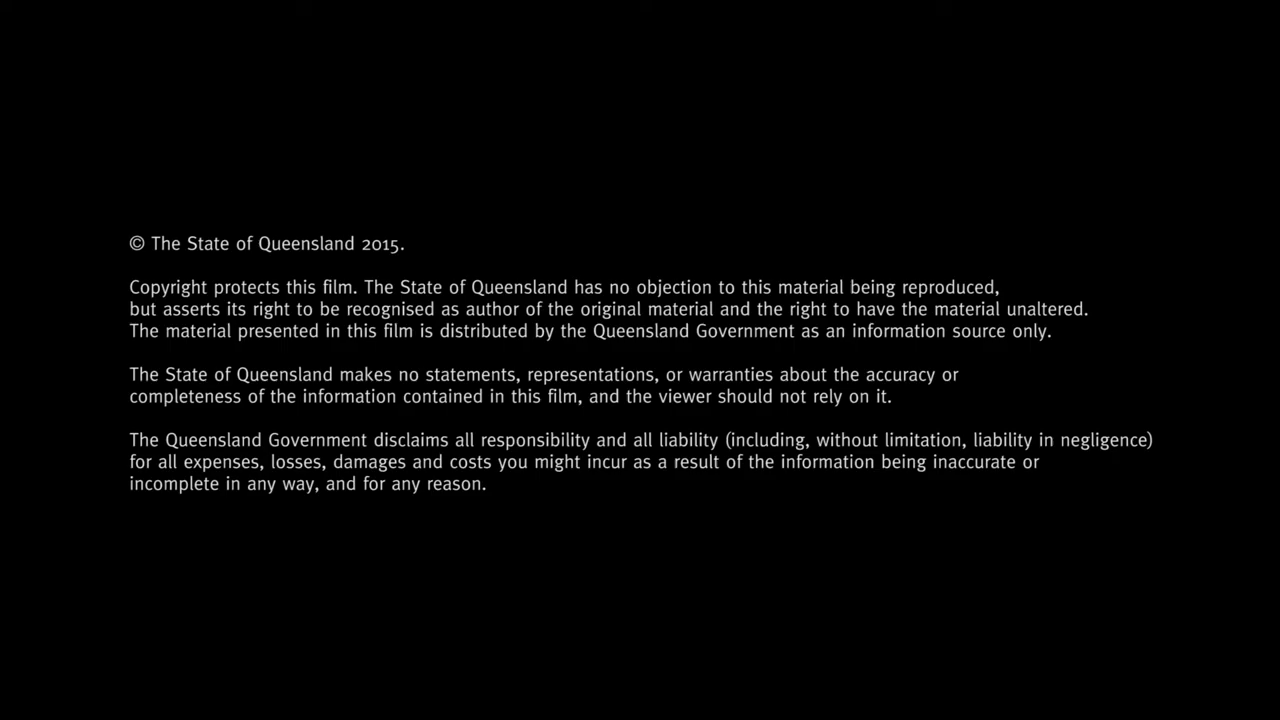 © The State of Queensland 2015.
Copyright protects this film. The State of Queensland has no objection to this material being reproduced,
but asserts its right to be recognised as author of the original material and the right to have the material unaltered.
The material presented in this film is distributed by the Queensland Government as an information source only.
The State of Queensland makes no statements, representations, or warranties about the accuracy or
completeness of the information contained in this film, and the viewer should not rely on it.
The Queensland Government disclaims all responsibility and all liability (including, without limitation, liability in negligence)
for all expenses, losses, damages and costs you might incur as a result of the information being inaccurate or
incomplete in any way, and for any reason.